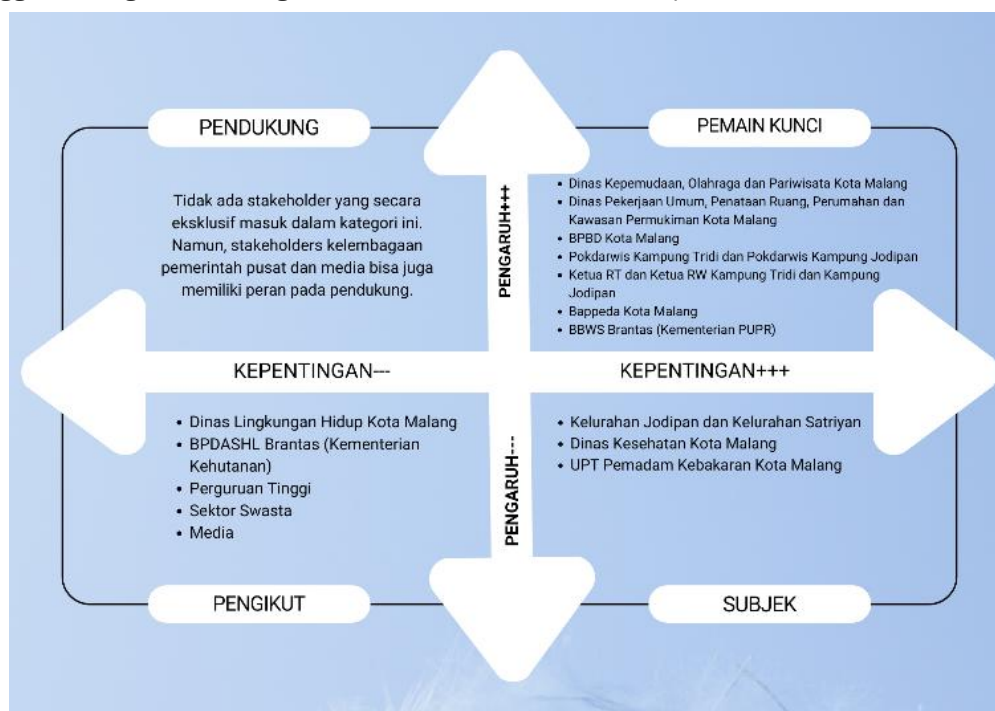 PENDUKUNG
Tidak ada stakeholder yang secara
eksklusif masuk dalam kategori ini.
Namun, stakeholders kelembagaan
pemerintah pusat dan media bisa juga
memiliki peran pada pendukung.
PENGARUH+++
PEMAIN KUNCI
• Dinas Kepemudaan, Olahraga dan Pariwisata Kota Malang
• Dinas Pekerjaan Umum, Penataan Ruang, Perumahan dan
Kawasan Permukiman Kota Malang
• BPBD Kota Malang
• Pokdarwis Kampung Tridi dan Pokdarwis Kampung Jodipan
• Ketua RT dan Ketua RW Kampung Tridi dan Kampung
Jodipan
• Bappeda Kota Malang
• BBWS Brantas (Kementerian PUPR)
KEPENTINGAN---
KEPENTINGAN+++
• Dinas Lingkungan Hidup Kota Malang
• BPDASHL Brantas (Kementerian
Kehutanan)
• Perguruan Tinggi
• Sektor Swasta
• Media
PENGIKUT
PENGARUH---
• Kelurahan Jodipan dan Kelurahan Satriyan
• Dinas Kesehatan Kota Malang
• UPT Pemadam Kebakaran Kota Malang
SUBJEK